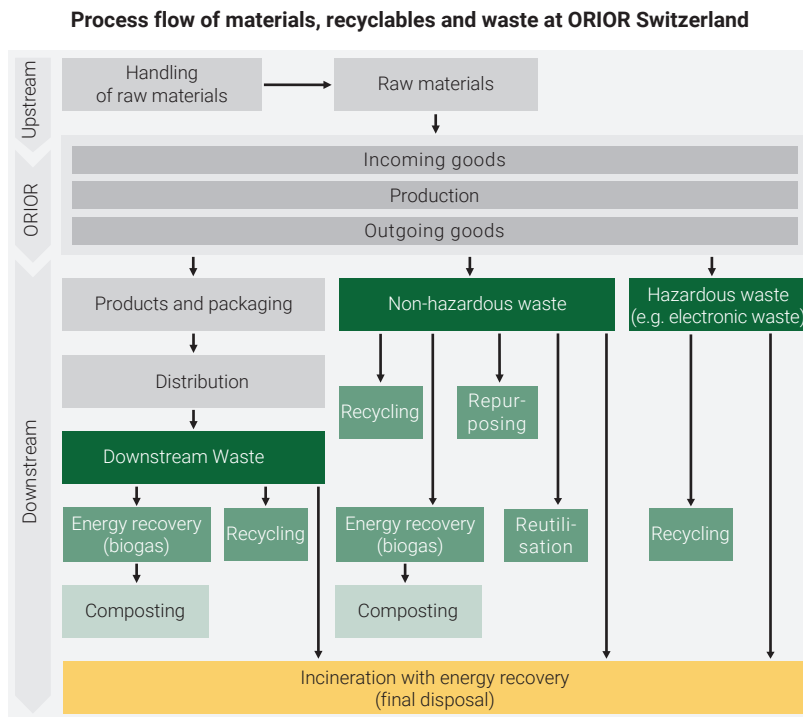 Process flow of materials, recyclables and waste at ORIOR Switzerland
Upstream
Handling
of raw materials
Raw materials
ORIOR
Incoming goods
Production
Outgoing goods
Downstream
Products and packaging
Non-hazardous waste
Hazardous waste
(e.g. electronic waste)
Distribution
Recycling
Repur-
posing
Downstream Waste
Energy recovery
(biogas)
Recycling
Energy recovery
(biogas)
Reutili-
sation
Recycling
Composting
Composting
Incineration with energy recovery
(final disposal)